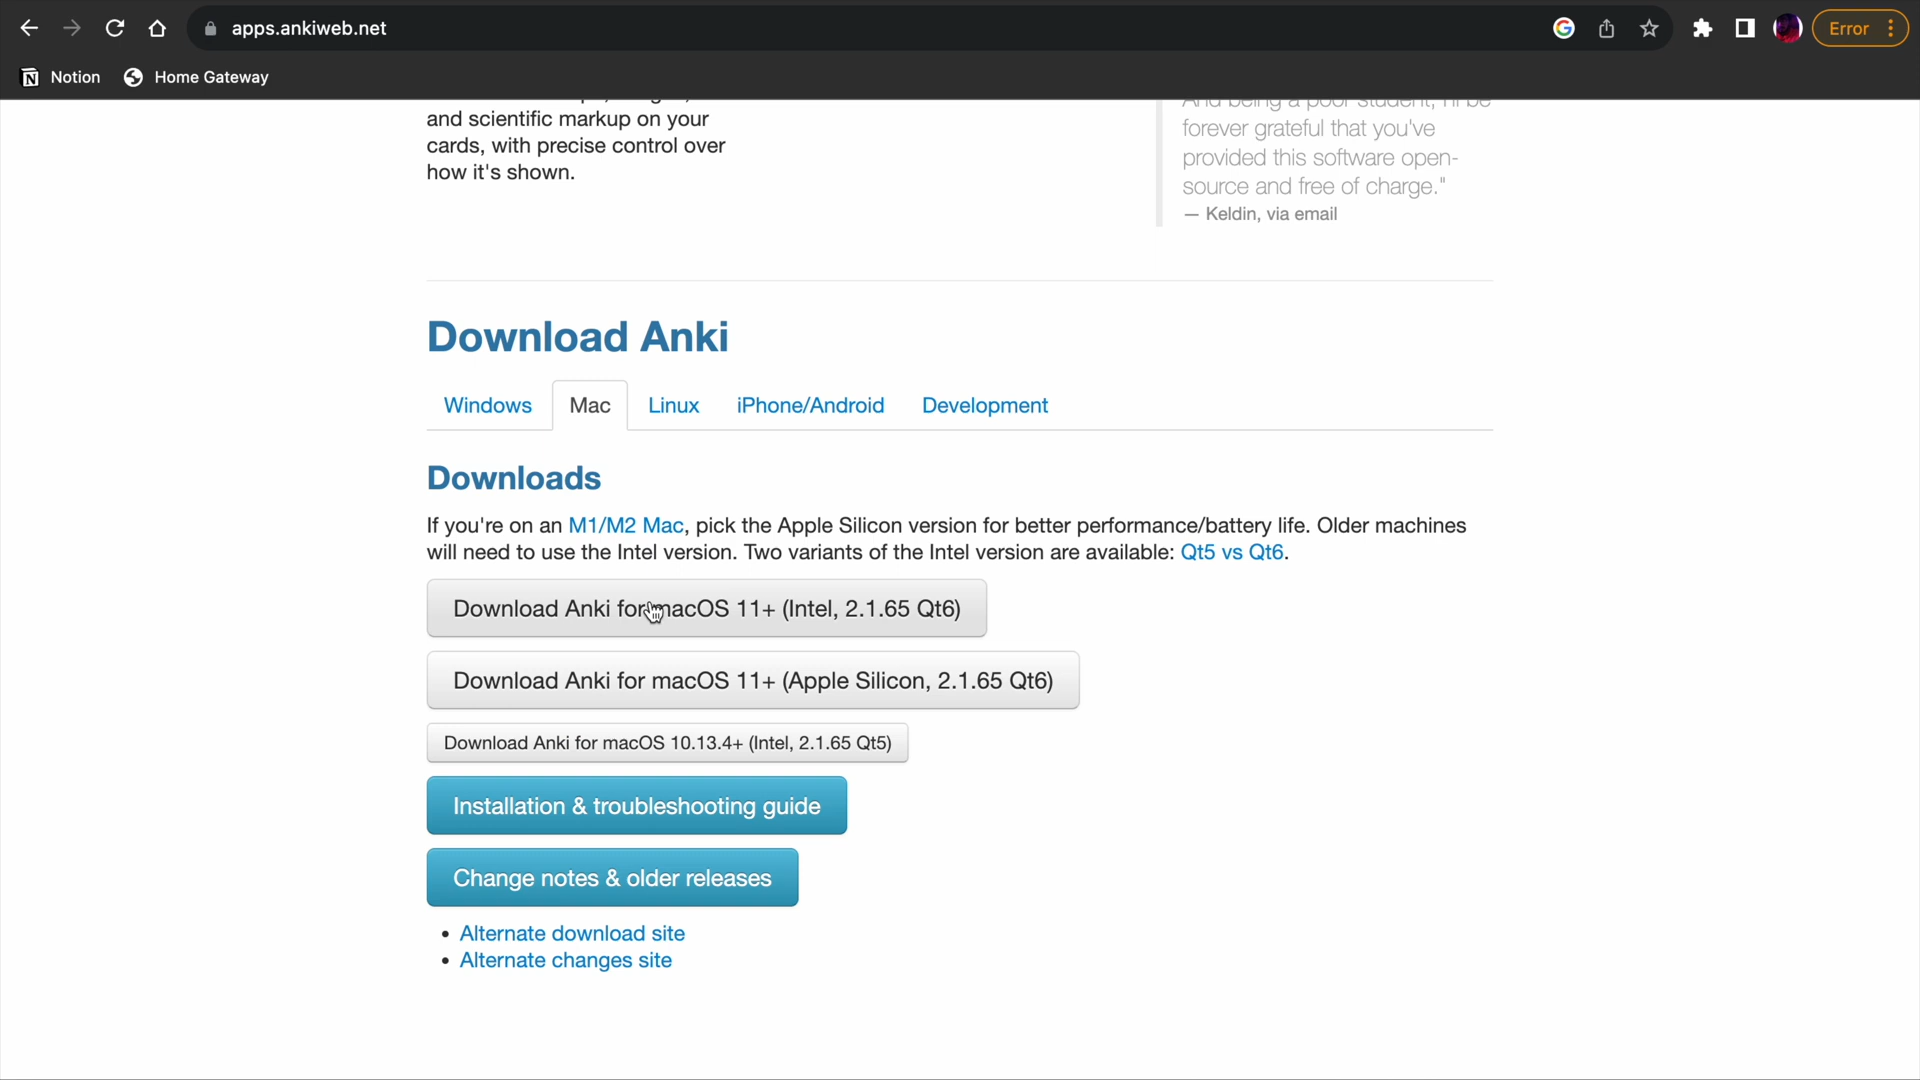 apps.ankiweb.net
Error
Notion
Home Gateway
and scientific markup on your
cards, with precise control over
how it's shown.
And being a poor student, I'll be
forever grateful that you've
provided this software open-
source and free of charge."
— Keldin, via email
Download Anki
Windows
Mac
Linux
iPhone/Android
Development
Downloads
If you're on an M1/M2 Mac, pick the Apple Silicon version for better performance/battery life. Older machines
will need to use the Intel version. Two variants of the Intel version are available: Qt5 vs Qt6.
Download Anki for macOS 11+ (Intel, 2.1.65 Qt6)
Download Anki for macOS 11+ (Apple Silicon, 2.1.65 Qt6)
Download Anki for macOS 10.13.4+ (Intel, 2.1.65 Qt5)
Installation & troubleshooting guide
Change notes & older releases
• Alternate download site
• Alternate changes site